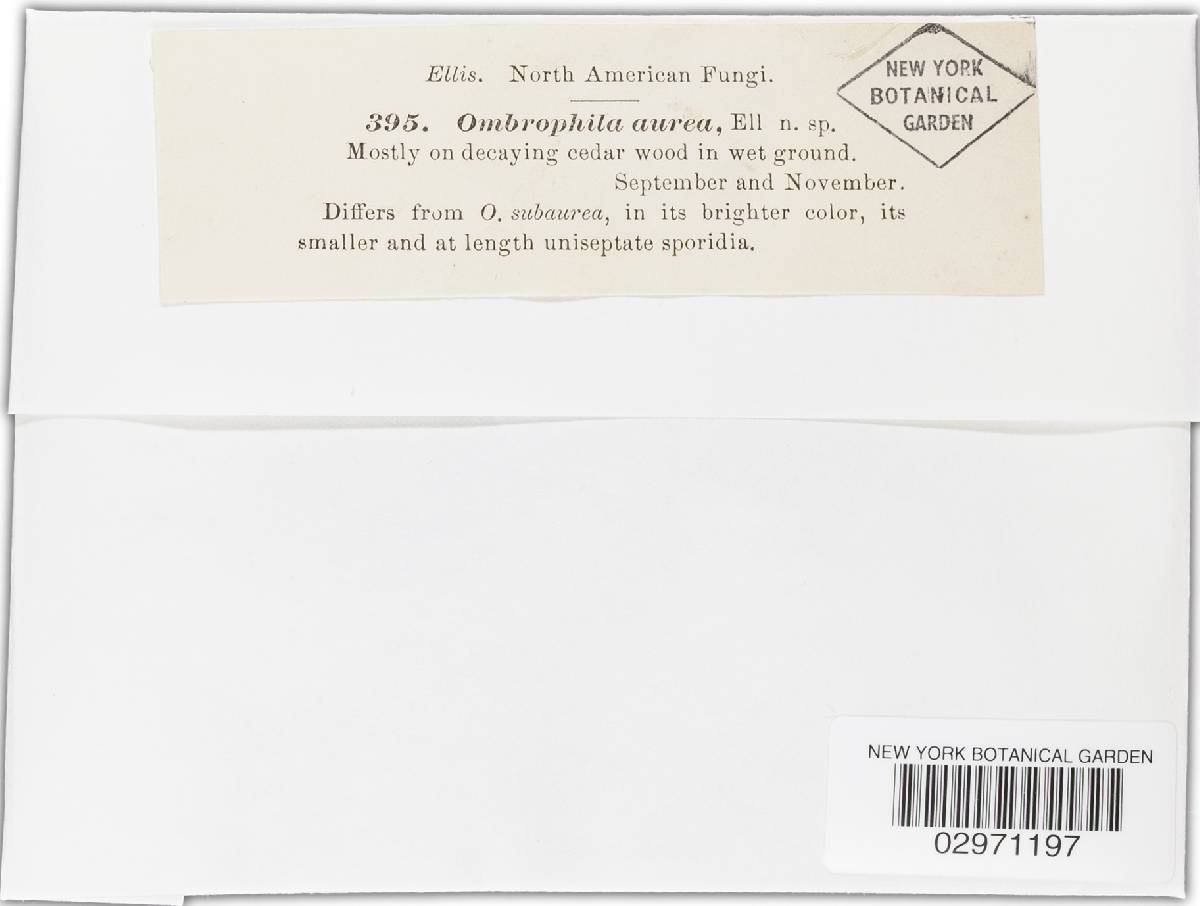 Ellis. North American Fungi.
395. Ombrophila aurea, Ell n. sp.
Mostly on decaying cedar wood in wet ground.
September and November.
Differs from O. subaurea, in its brighter color, its
smaller and at length uniseptate sporidia.
NEW YORK
BOTANICAL
GARDEN
NEW YORK BOTANICAL GARDEN
02971197